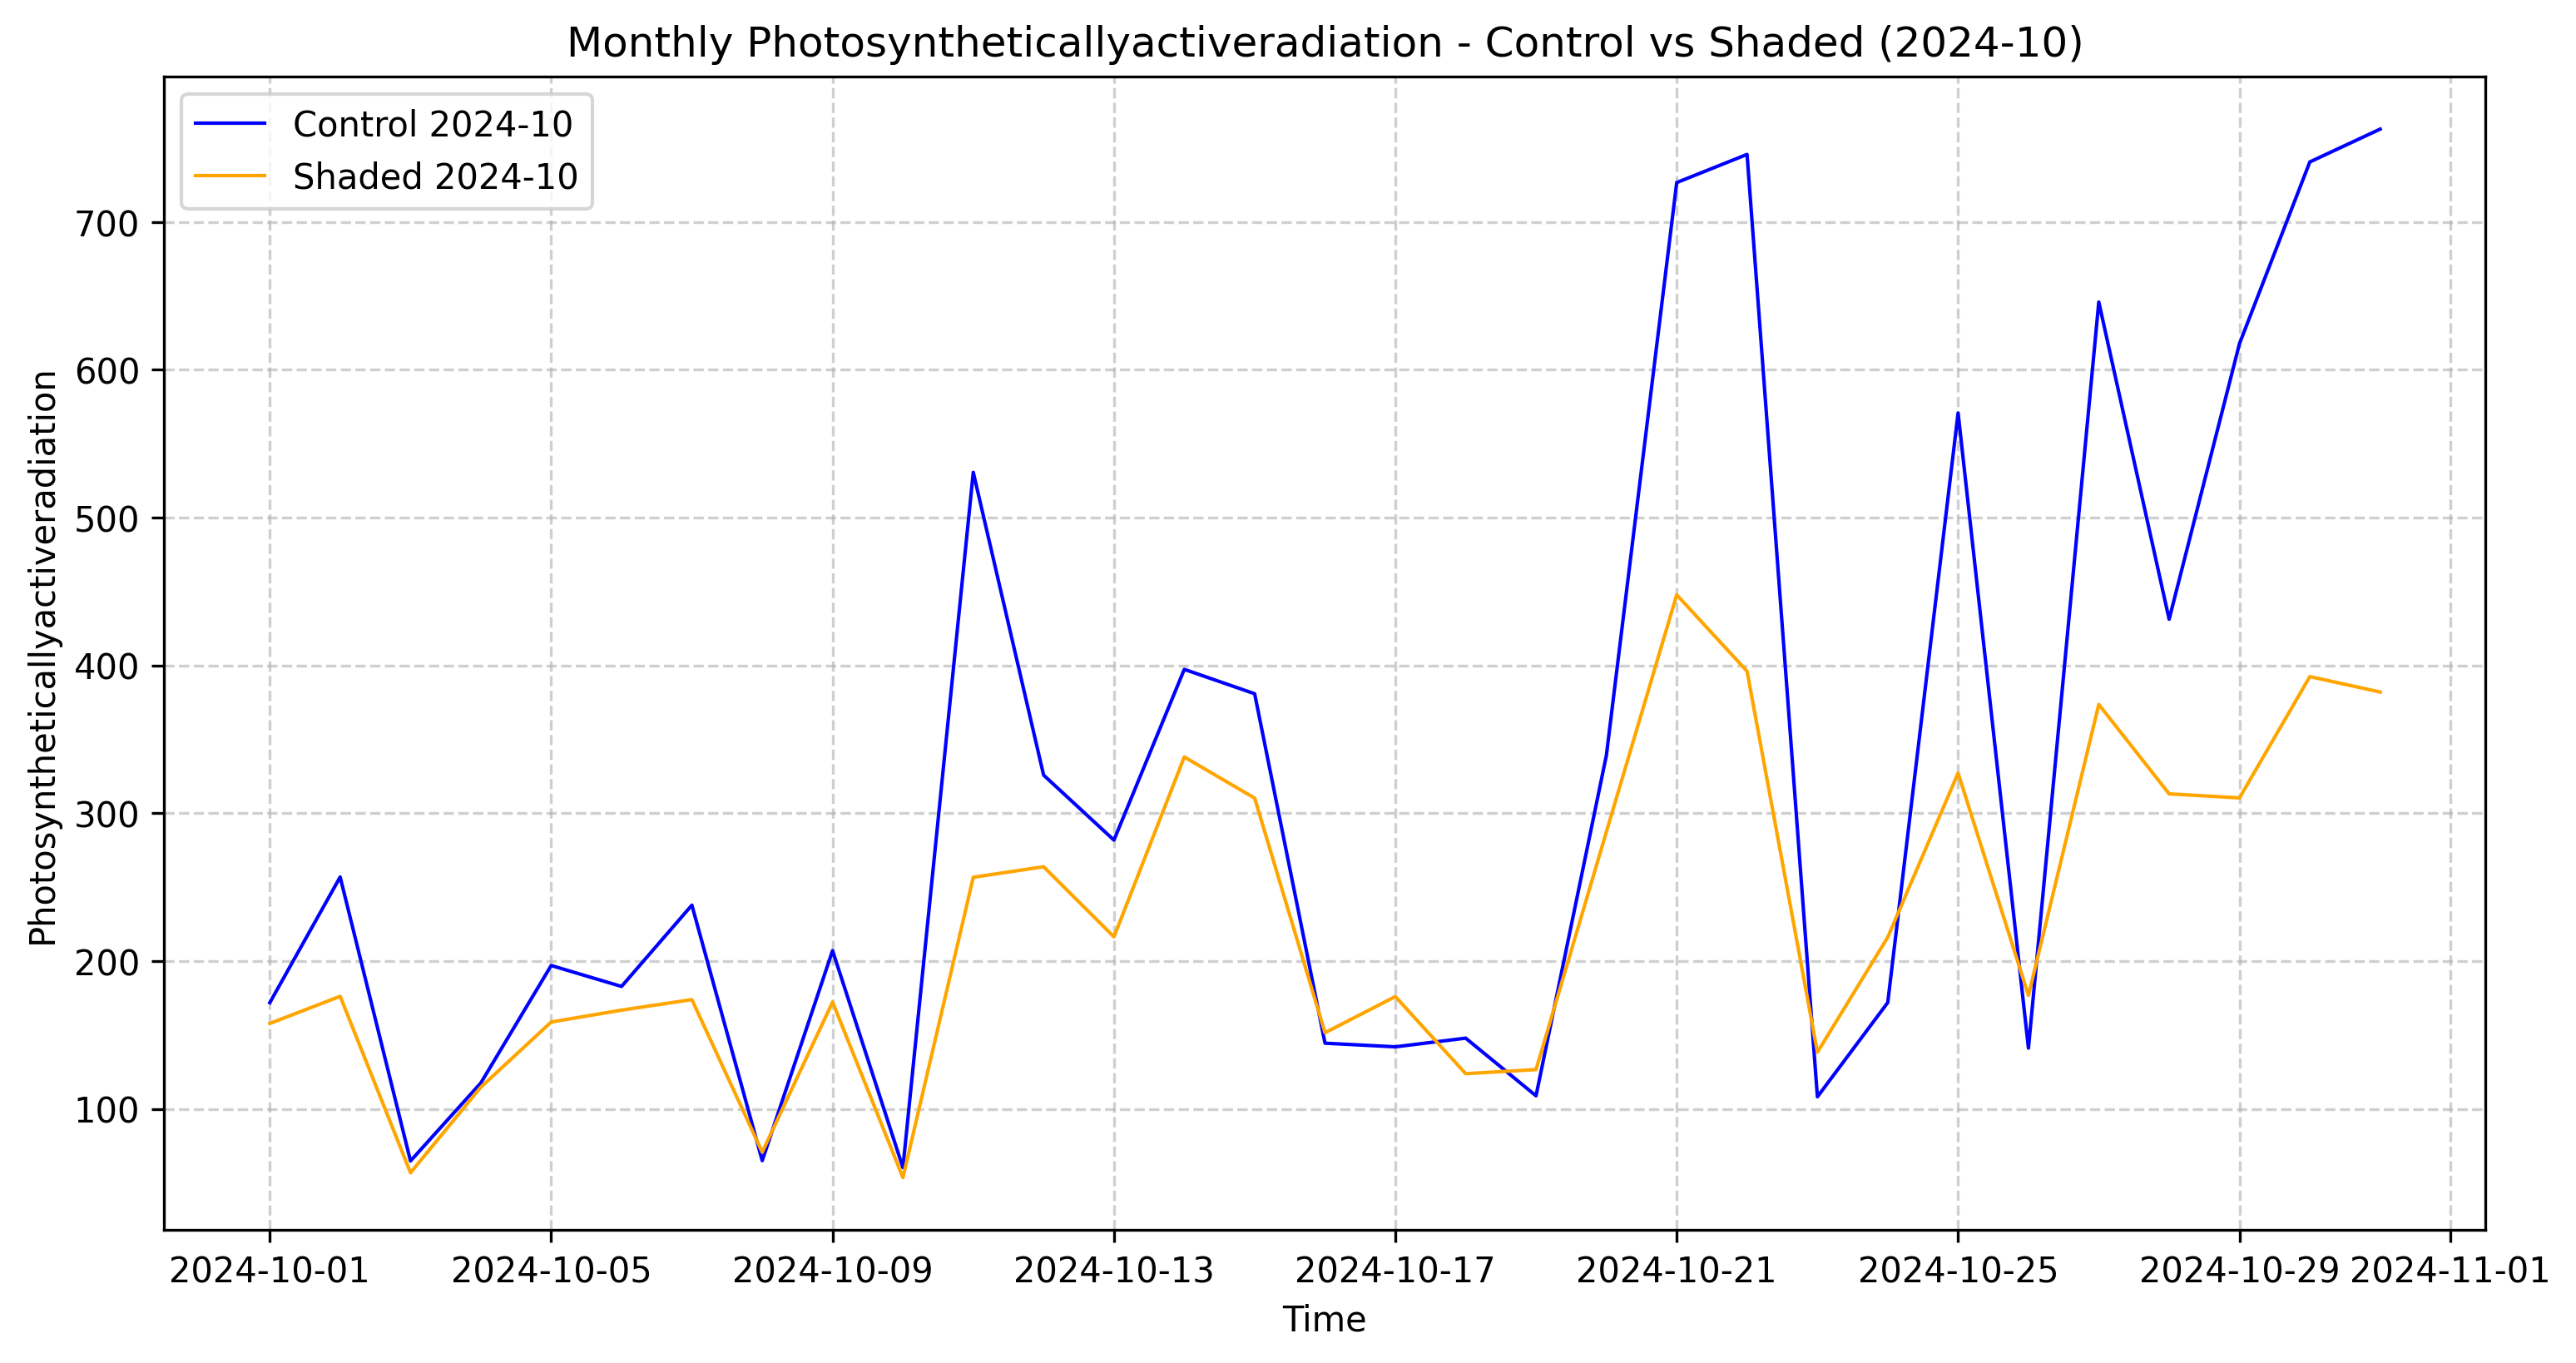 Monthly Photosyntheticallyactiveradiation - Control vs Shaded (2024-10)
Control 2024-10
Shaded 2024-10
Photosyntheticallyactiveradiation
700
600
500
400
300
200
100
2024-10-01 2024-10-05 2024-10-09 2024-10-13 2024-10-17 2024-10-21 2024-10-25 2024-10-29 2024-11-01
Time